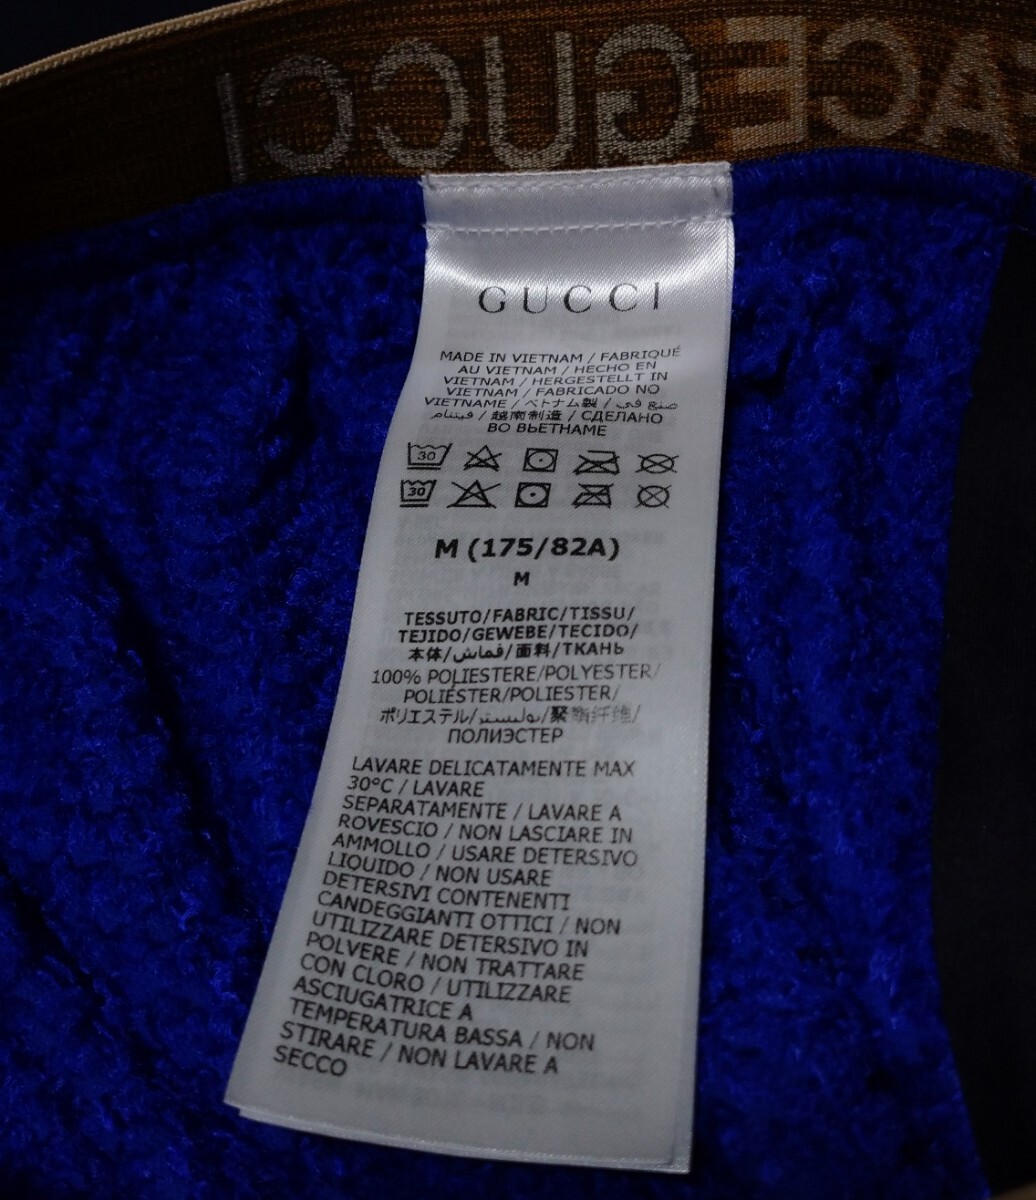 FACE GUCCI
GUCCI
MADE IN VIETNAM / FABRIQUÉ
AU VIETNAM / HECHO EN
VIETNAM / HERGESTELLT IN
VIETNAM / FABRICADO NO
VIETNAME / ベトナム製 / صنع في
فيتنام / 越南制造 / СДЕЛАНО
ВО ВЬЕТНАМЕ
30
30
M (175/82A)
M
TESSUTO/FABRIC/TISSU/
TEJIDO/GEWEBE/TECIDO/
本体/قماش/面料/ТКАНЬ
100% POLIESTERE/POLYESTER/
POLIÉSTER/POLIESTER/
ポリエステル/بوليستر/聚酯纤维/
ПОЛИЭСТЕР
LAVARE DELICATAMENTE MAX
30°C / LAVARE
SEPARATAMENTE / LAVARE A
ROVESCIO / NON LASCIARE IN
AMMOLLO / USARE DETERSIVO
LIQUIDO / NON USARE
DETERSIVI CONTENENTI
CANDEGGIANTI OTTICI / NON
UTILIZZARE DETERSIVO IN
POLVERE / NON TRATTARE
CON CLORO / UTILIZZARE
ASCIUGATRICE A
TEMPERATURA BASSA / NON
STIRARE / NON LAVARE A
SECCO